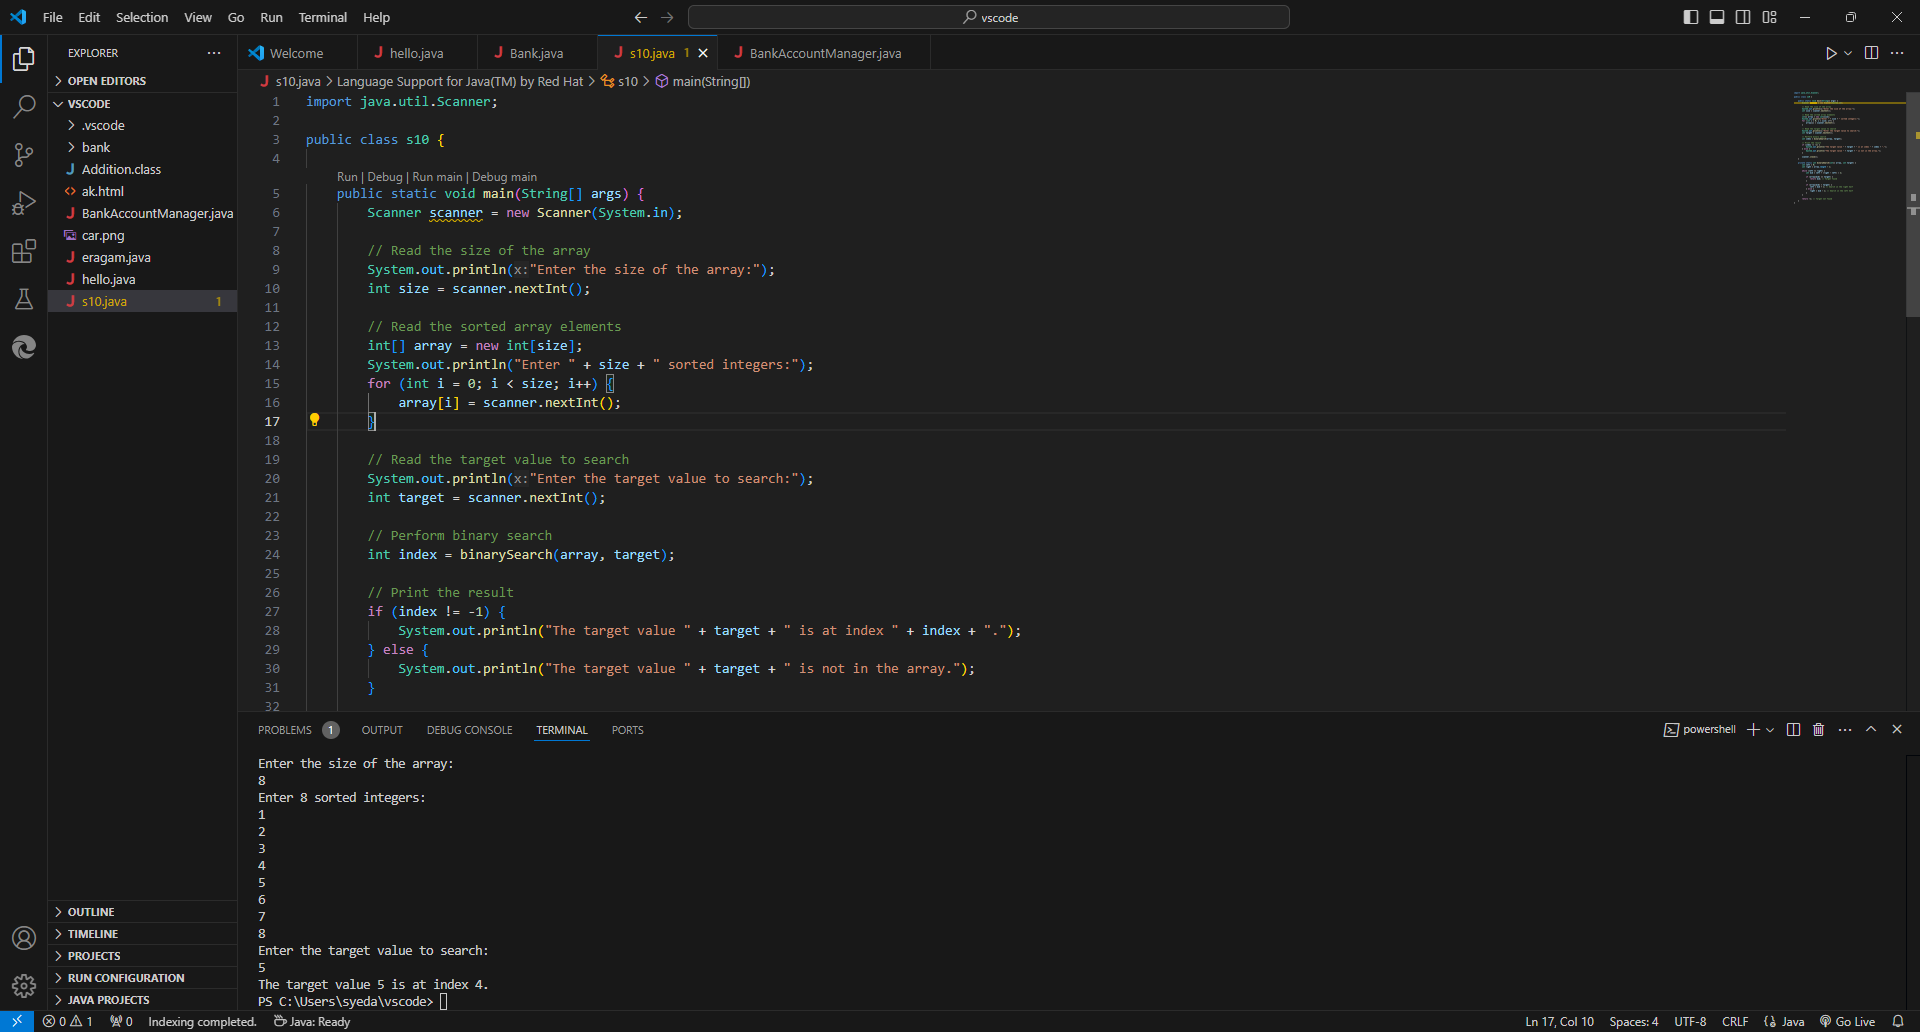 File Edit Selection View Go Run Terminal Help
vscode
EXPLORER
OPEN EDITORS
VSCODE
.vscode
bank
Addition.class
ak.html
BankAccountManager.java
car.png
eragam.java
hello.java
s10.java 1
OUTLINE
TIMELINE
PROJECTS
RUN CONFIGURATION
JAVA PROJECTS
Welcome hello.java Bank.java s10.java 1 BankAccountManager.java
s10.java > Language Support for Java(TM) by Red Hat > s10 > main(String[])
1 import java.util.Scanner;
2
3 public class s10 {
4
Run | Debug | Run main | Debug main
5 public static void main(String[] args) {
6 Scanner scanner = new Scanner(System.in);
7
8 // Read the size of the array
9 System.out.println(x:"Enter the size of the array:");
10 int size = scanner.nextInt();
11
12 // Read the sorted array elements
13 int[] array = new int[size];
14 System.out.println("Enter " + size + " sorted integers:");
15 for (int i = 0; i < size; i++) {
16 array[i] = scanner.nextInt();
17 }
18
19 // Read the target value to search
20 System.out.println(x:"Enter the target value to search:");
21 int target = scanner.nextInt();
22
23 // Perform binary search
24 int index = binarySearch(array, target);
25
26 // Print the result
27 if (index != -1) {
28 System.out.println("The target value " + target + " is at index " + index + ".");
29 } else {
30 System.out.println("The target value " + target + " is not in the array.");
31 }
32
PROBLEMS 1 OUTPUT DEBUG CONSOLE TERMINAL PORTS
powershell
Enter the size of the array:
8
Enter 8 sorted integers:
1
2
3
4
5
6
7
8
Enter the target value to search:
5
The target value 5 is at index 4.
PS C:\Users\syeda\vscode>
0 1 0 Indexing completed. Java: Ready
Ln 17, Col 10 Spaces: 4 UTF-8 CRLF Java Go Live